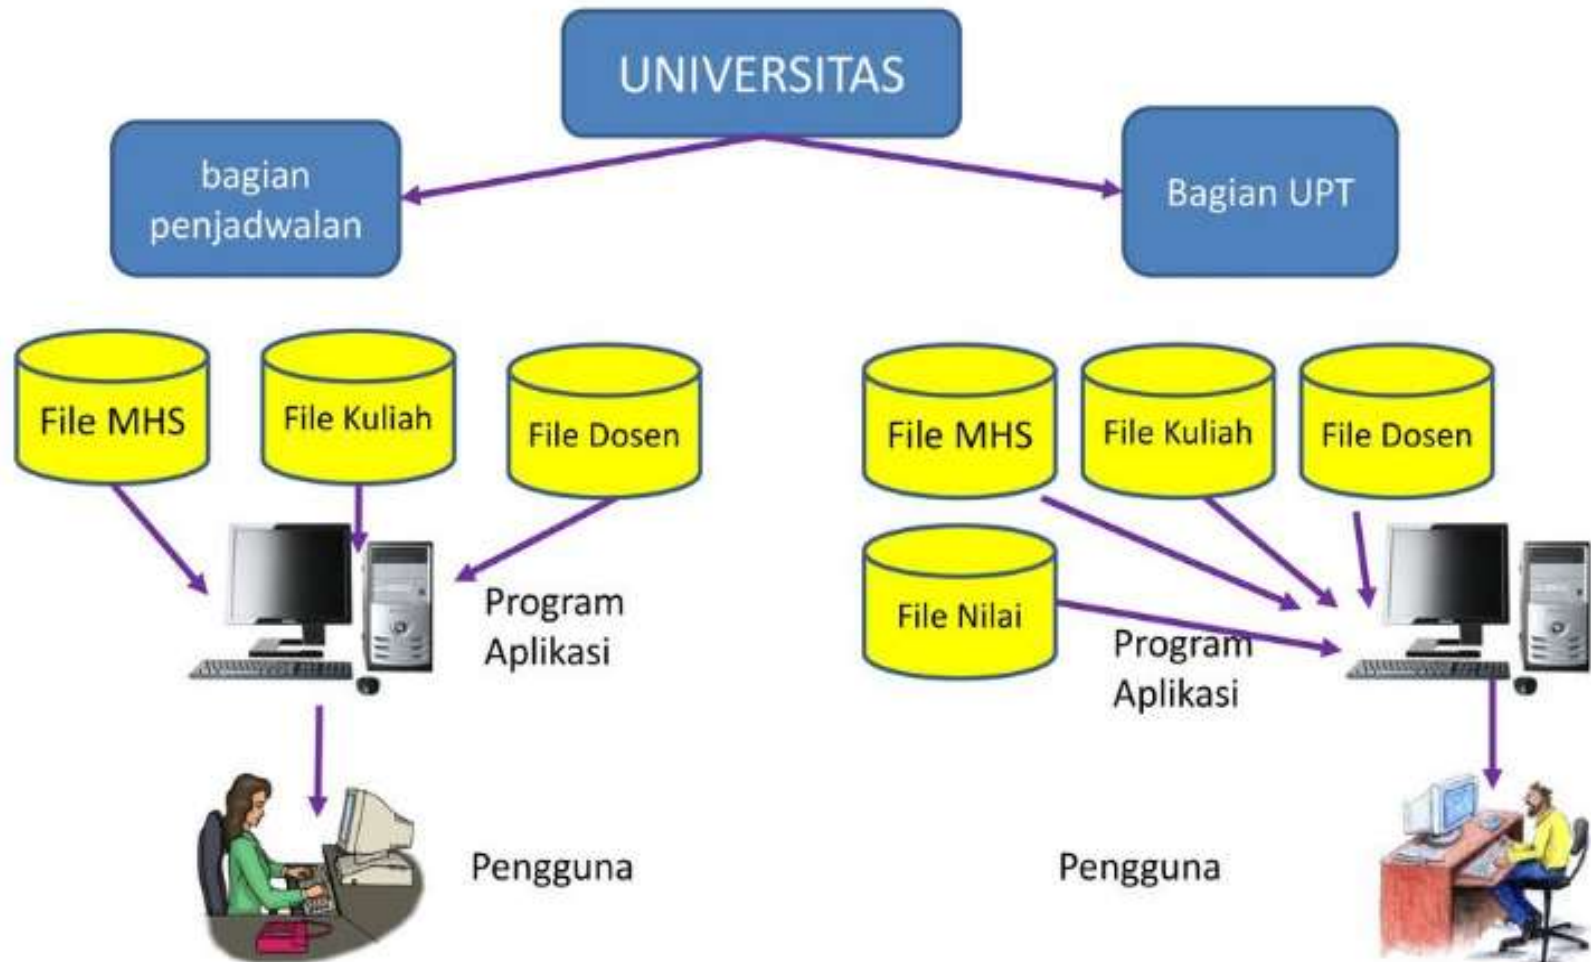 UNIVERSITAS
bagian
penjadwalan
Bagian UPT
File MHS
File Kuliah
File Dosen
File MHS
File Kuliah
File Dosen
File Nilai
Program
Aplikasi
Program
Aplikasi
Pengguna
Pengguna